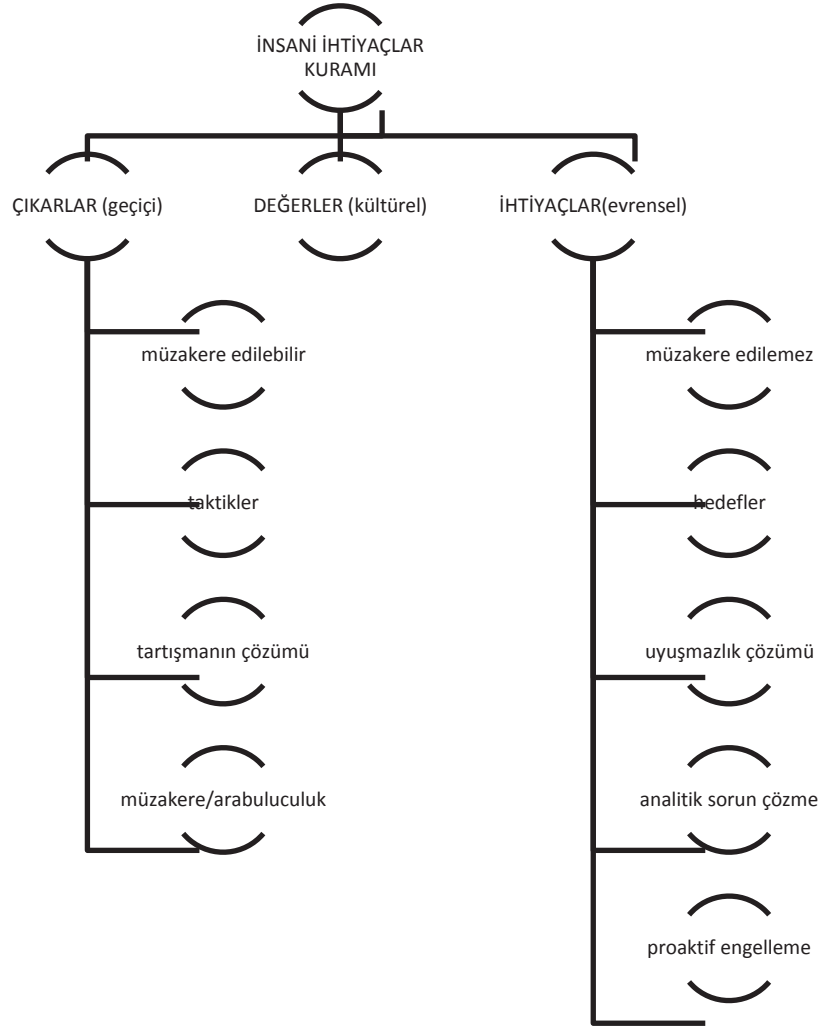 İNSANİ İHTİYAÇLAR
KURAMI
ÇIKARLAR (geçiçi)
DEĞERLER (kültürel)
İHTİYAÇLAR(evrensel)
müzakere edilebilir
taktikler
tartışmanın çözümü
müzakere/arabuluculuk
müzakere edilemez
hedefler
uyuşmazlık çözümü
analitik sorun çözme
proaktif engelleme